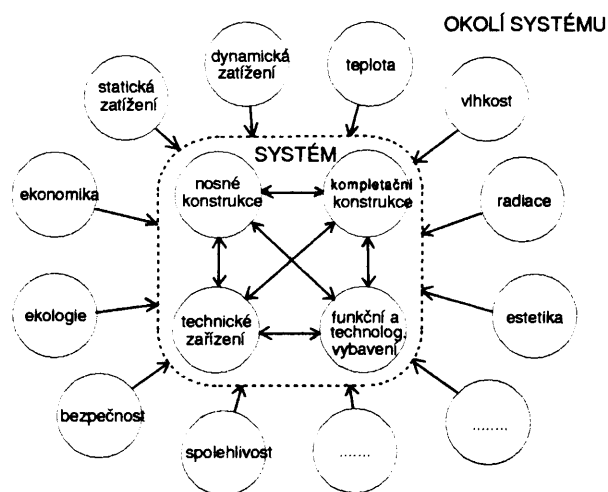 OKOLÍ SYSTÉMU
dynamická
zatížení
teplota
statická
zatížení
vlhkost
SYSTÉM
nosné
konstrukce
kompletační
konstrukce
ekonomika
radiace
ekologie
technické
zařízení
funkční a
technolog.
vybavení
estetika
bezpečnost
spolehlivost
.......
........